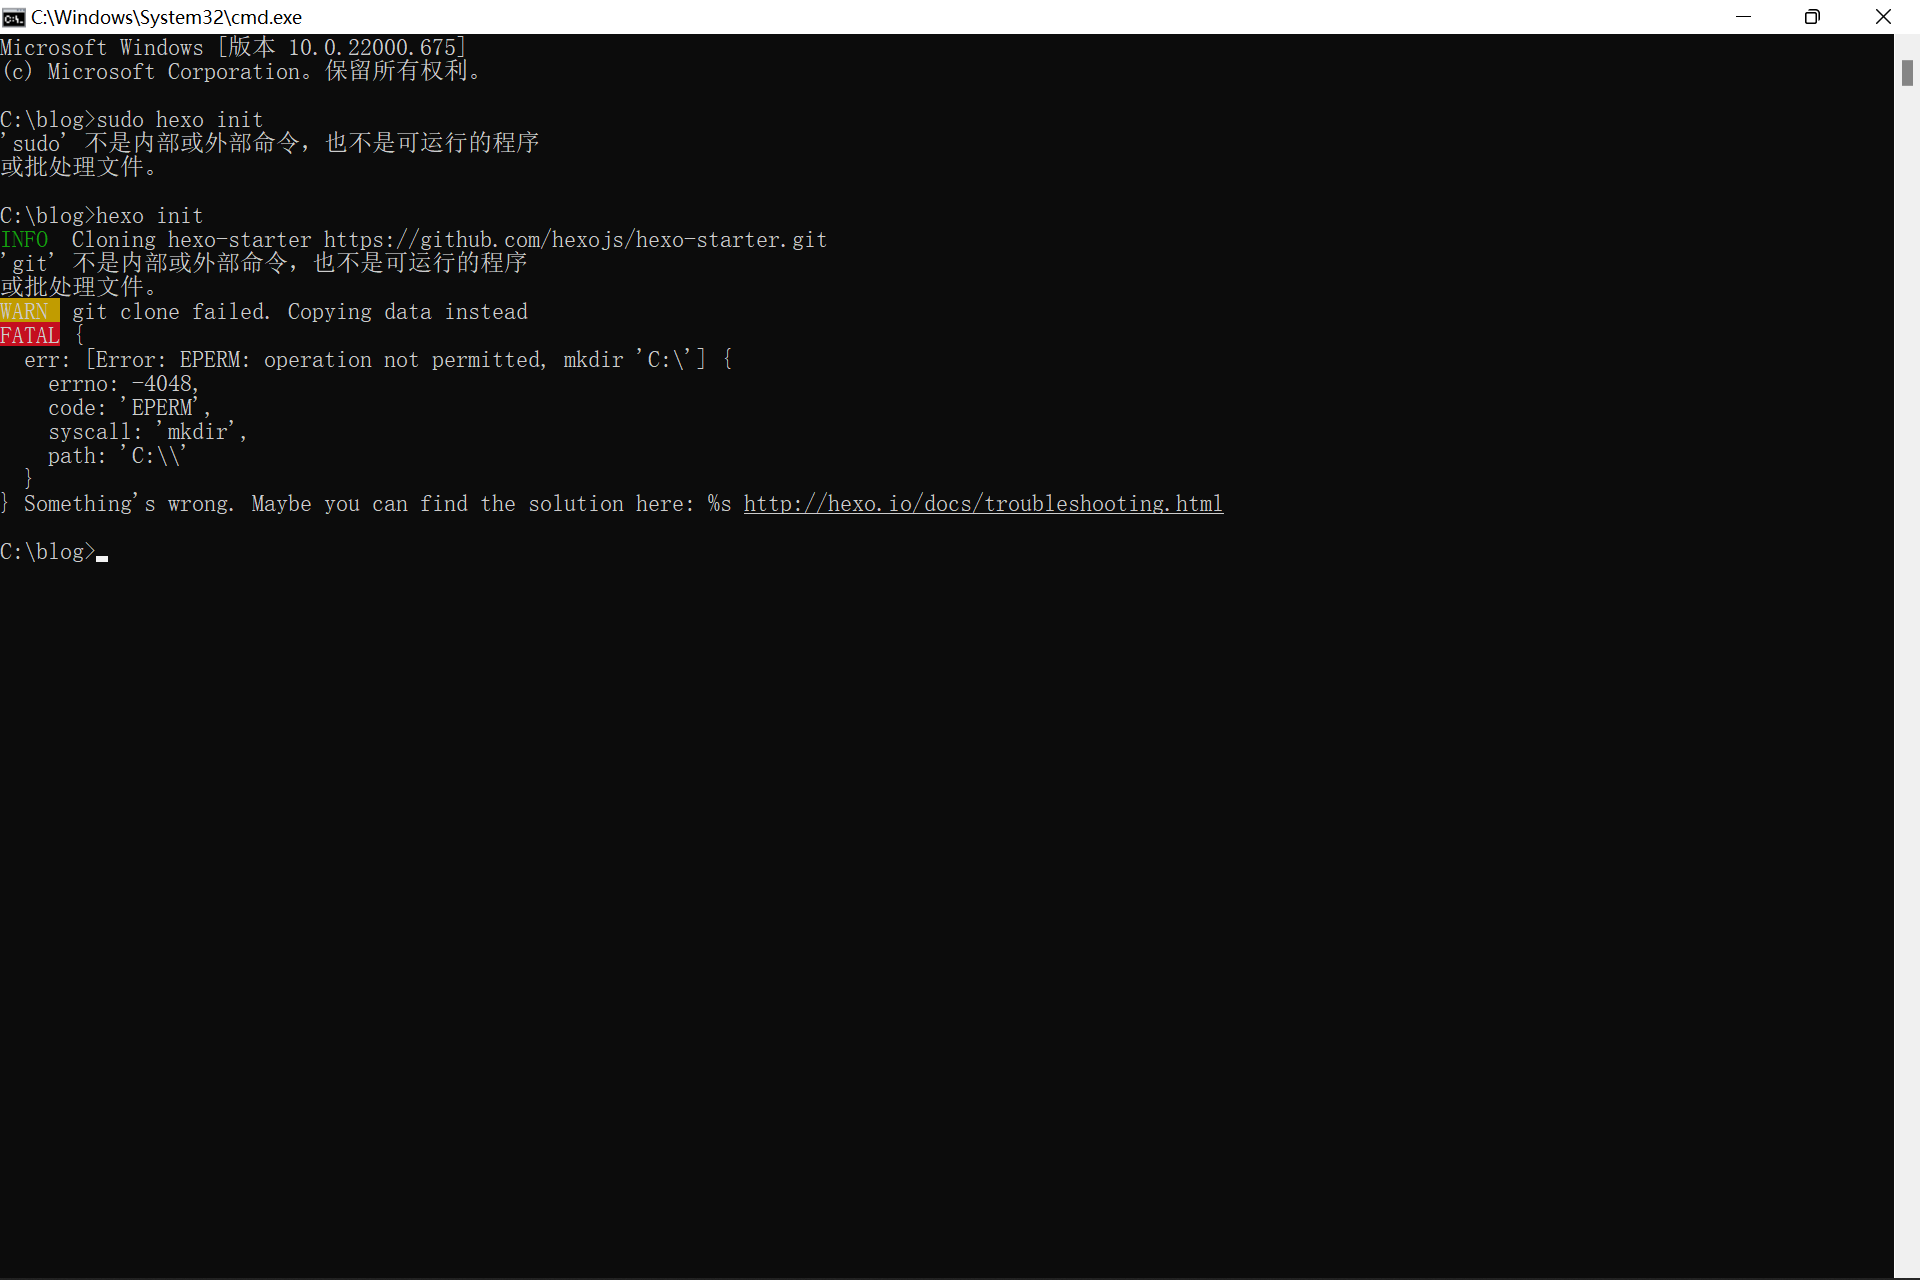 C:\Windows\System32\cmd.exe
Microsoft Windows [版本 10.0.22000.675]
(c) Microsoft Corporation。保留所有权利。
C:\blog>sudo hexo init
'sudo' 不是内部或外部命令，也不是可运行的程序
或批处理文件。
C:\blog>hexo init
INFO  Cloning hexo-starter https://github.com/hexojs/hexo-starter.git
'git' 不是内部或外部命令，也不是可运行的程序
或批处理文件。
WARN  git clone failed. Copying data instead
FATAL {
  err: [Error: EPERM: operation not permitted, mkdir 'C:\'] {
    errno: -4048,
    code: 'EPERM',
    syscall: 'mkdir',
    path: 'C:\\'
  }
} Something's wrong. Maybe you can find the solution here: %s http://hexo.io/docs/troubleshooting.html
C:\blog>